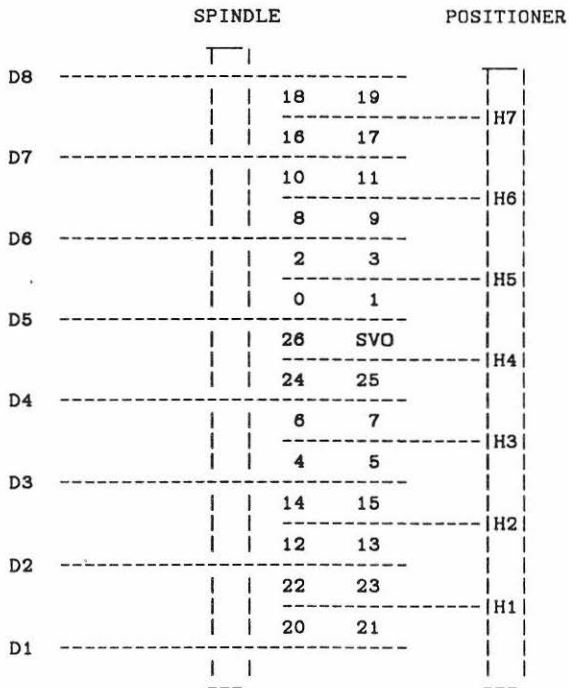 SPINDLE POSITIONER
D8
18 19
H7
16 17
D7
10 11
H6
8 9
D6
2 3
H5
0 1
D5
26 SVO
H4
24 25
D4
6 7
H3
4 5
D3
14 15
H2
12 13
D2
22 23
H1
20 21
D1